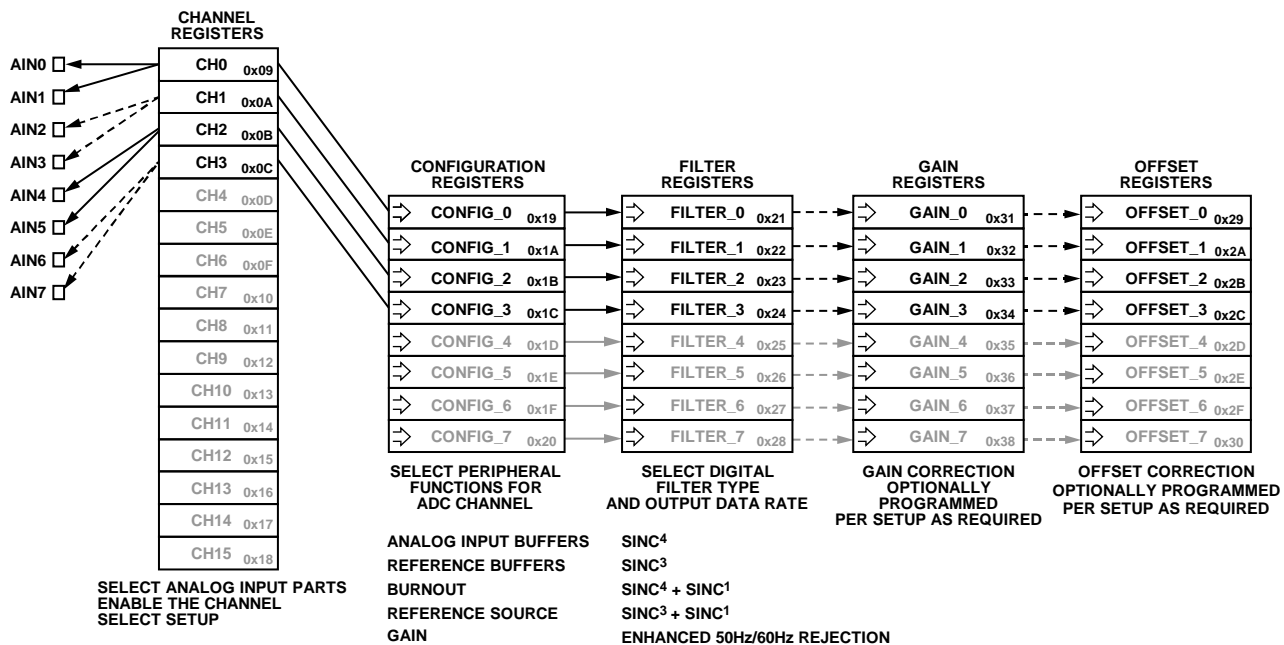 CHANNEL
REGISTERS
AIN0
AIN1
AIN2
AIN3
AIN4
AIN5
AIN6
AIN7
CH0 0x09
CH1 0x0A
CH2 0x0B
CH3 0x0C
CH4 0x0D
CH5 0x0E
CH6 0x0F
CH7 0x10
CH8 0x11
CH9 0x12
CH10 0x13
CH11 0x14
CH12 0x15
CH13 0x16
CH14 0x17
CH15 0x18
SELECT ANALOG INPUT PARTS
ENABLE THE CHANNEL
SELECT SETUP
CONFIGURATION
REGISTERS
CONFIG_0 0x19
CONFIG_1 0x1A
CONFIG_2 0x1B
CONFIG_3 0x1C
CONFIG_4 0x1D
CONFIG_5 0x1E
CONFIG_6 0x1F
CONFIG_7 0x20
SELECT PERIPHERAL
FUNCTIONS FOR
ADC CHANNEL
ANALOG INPUT BUFFERS
REFERENCE BUFFERS
BURNOUT
REFERENCE SOURCE
GAIN
FILTER
REGISTERS
FILTER_0 0x21
FILTER_1 0x22
FILTER_2 0x23
FILTER_3 0x24
FILTER_4 0x25
FILTER_5 0x26
FILTER_6 0x27
FILTER_7 0x28
SELECT DIGITAL
FILTER TYPE
AND OUTPUT DATA RATE
SINC4
SINC3
SINC4 + SINC1
SINC3 + SINC1
ENHANCED 50Hz/60Hz REJECTION
GAIN
REGISTERS
GAIN_0 0x31
GAIN_1 0x32
GAIN_2 0x33
GAIN_3 0x34
GAIN_4 0x35
GAIN_5 0x36
GAIN_6 0x37
GAIN_7 0x38
GAIN CORRECTION
OPTIONALLY
PROGRAMMED
PER SETUP AS REQUIRED
OFFSET
REGISTERS
OFFSET_0 0x29
OFFSET_1 0x2A
OFFSET_2 0x2B
OFFSET_3 0x2C
OFFSET_4 0x2D
OFFSET_5 0x2E
OFFSET_6 0x2F
OFFSET_7 0x30
OFFSET CORRECTION
OPTIONALLY PROGRAMMED
PER SETUP AS REQUIRED